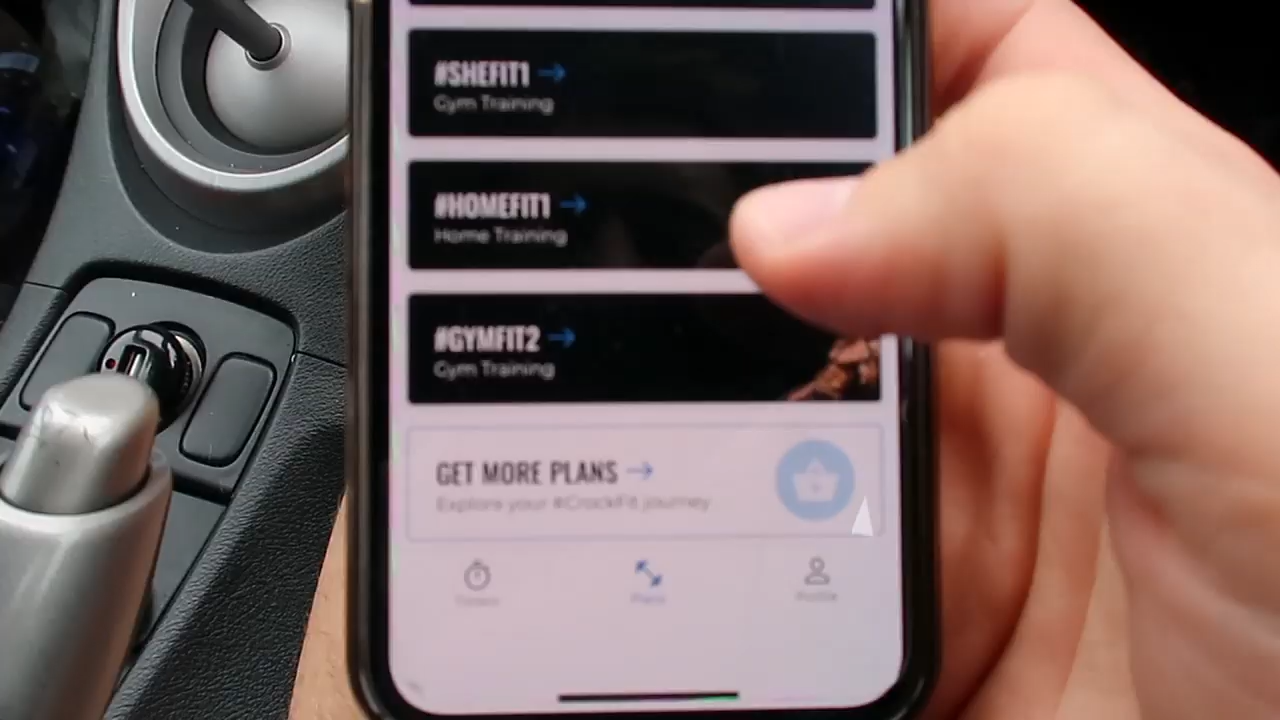 #SHEFIT1
Gym Training
#HOMEFIT1
Home Training
#GYMFIT2
Gym Training
GET MORE PLANS
Explore your #CrockFit journey
Plans
Profile